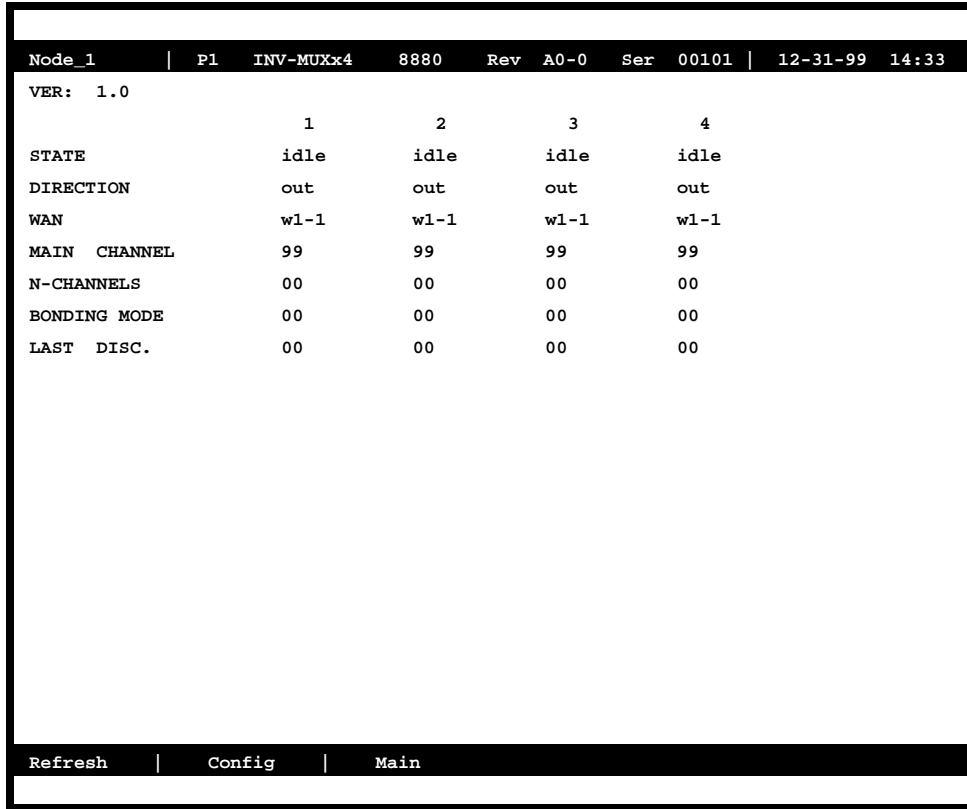 Node_1 | P1 INV-MUXx4 8880 Rev A0-0 Ser 00101 | 12-31-99 14:33
VER: 1.0
1 2 3 4
STATE idle idle idle idle
DIRECTION out out out out
WAN w1-1 w1-1 w1-1 w1-1
MAIN CHANNEL 99 99 99 99
N-CHANNELS 00 00 00 00
BONDING MODE 00 00 00 00
LAST DISC. 00 00 00 00
Refresh | Config | Main